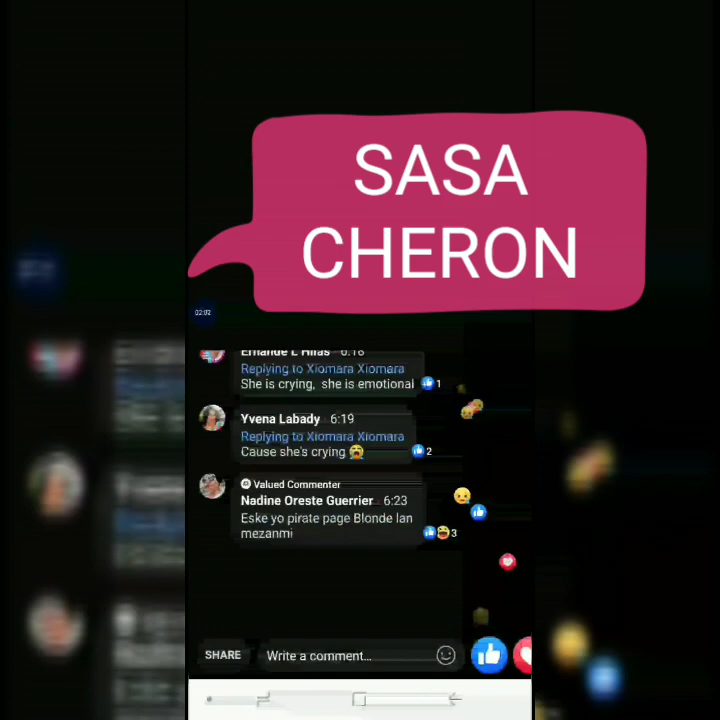 SASA
CHERON
02:02
Ernande L Hilas 6:18
Replying to Xiomara Xiomara
She is crying, she is emotional
1
Yvena Labady 6:19
Replying to Xiomara Xiomara
Cause she's crying 😭
2
Valued Commenter
Nadine Oreste Guerrier 6:23
Eske yo pirate page Blonde lan
mezanmi
3
SHARE Write a comment...